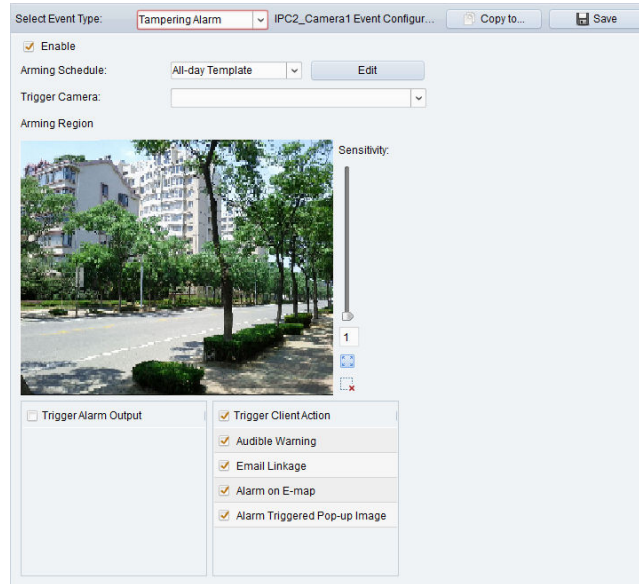 Select Event Type: Tampering Alarm IPC2_Camera1 Event Configur... Copy to... Save
Enable
Arming Schedule: All-day Template Edit
Trigger Camera:
Arming Region
Sensitivity:
1
Trigger Alarm Output
Trigger Client Action
Audible Warning
Email Linkage
Alarm on E-map
Alarm Triggered Pop-up Image